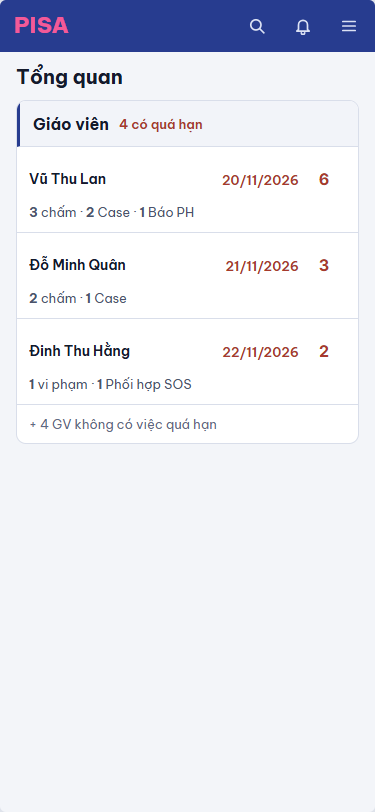 PISA
Tổng quan
Giáo viên 4 có quá hạn
Vũ Thu Lan 20/11/2026 6
3 chấm · 2 Case · 1 Báo PH
Đỗ Minh Quân 21/11/2026 3
2 chấm · 1 Case
Đinh Thu Hằng 22/11/2026 2
1 vi phạm · 1 Phối hợp SOS
+ 4 GV không có việc quá hạn